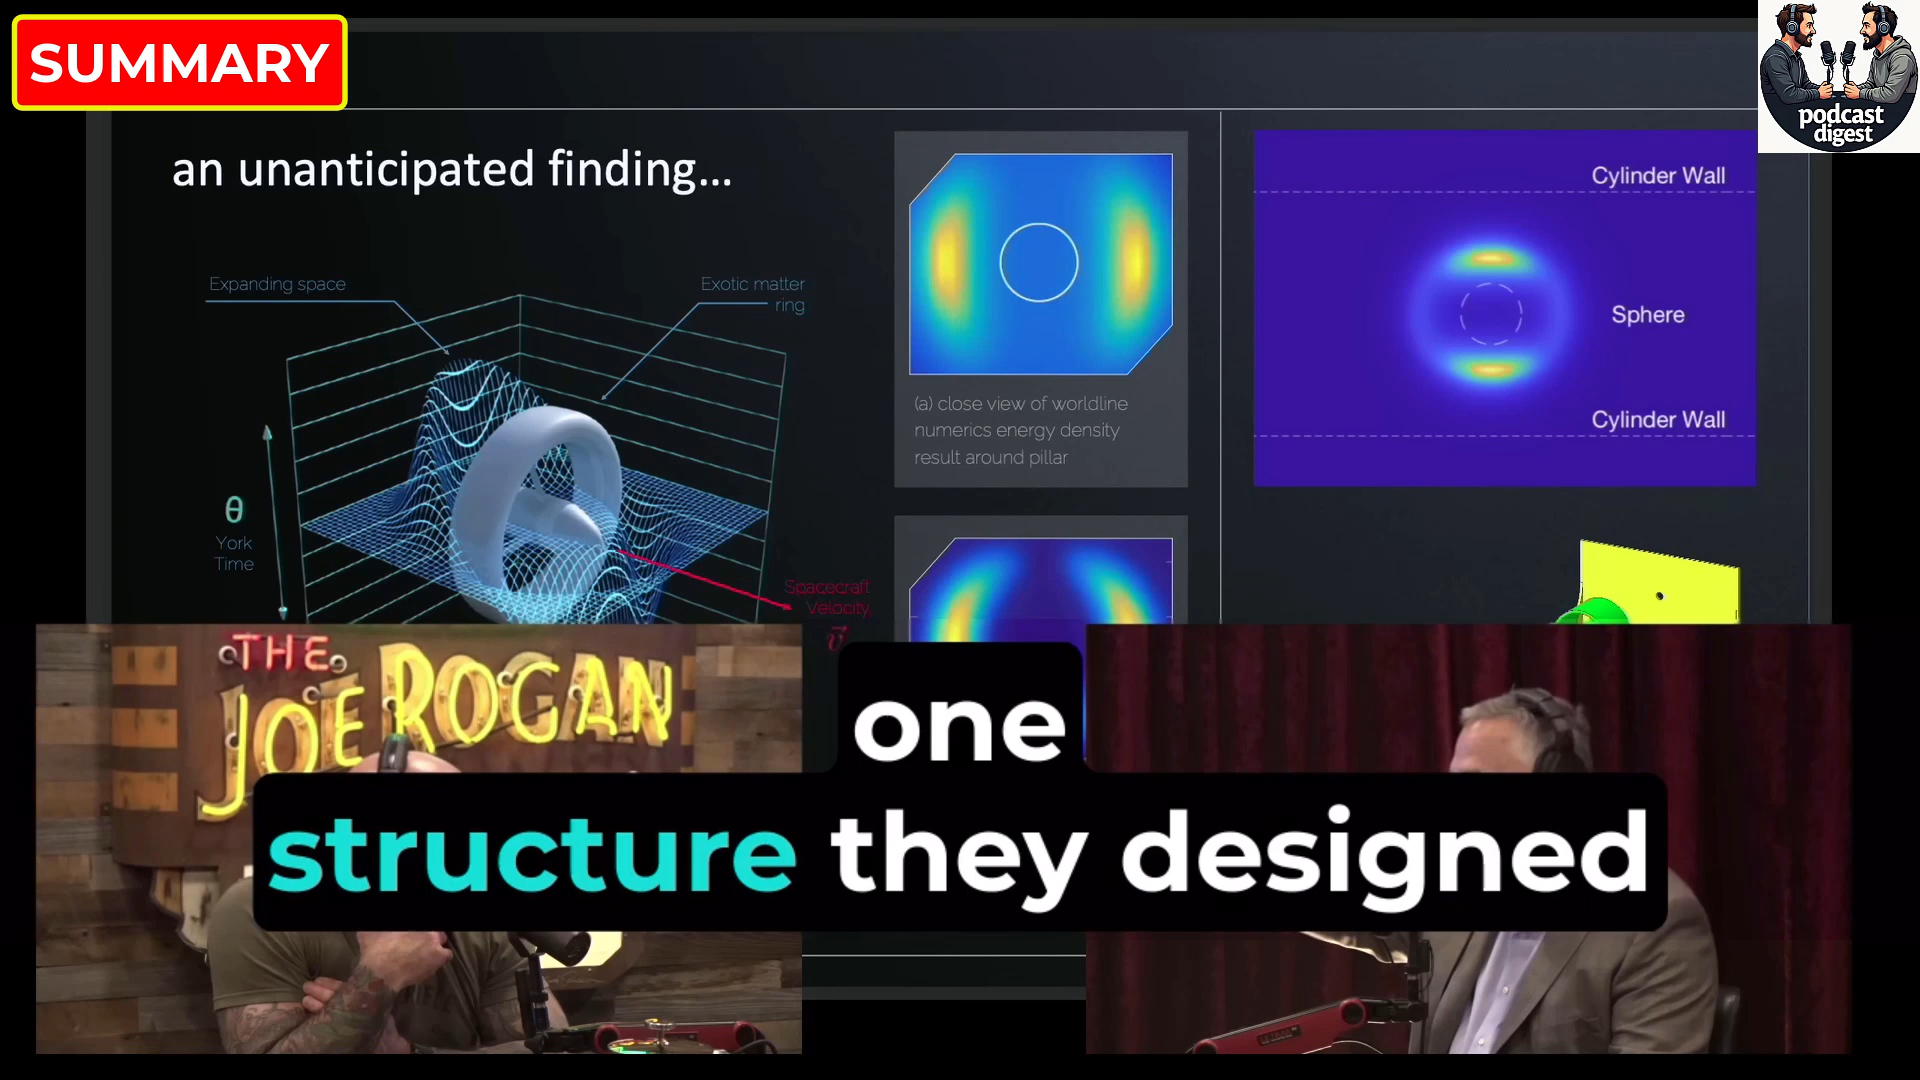 SUMMARY
podcast
digest
an unanticipated finding...
Expanding space
Exotic matter
ring
θ
York
Time
Spacecraft
Velocity
v
(a) close view of worldline
numerics energy density
result around pillar
Cylinder Wall
Sphere
Cylinder Wall
THE
JOE ROGAN
one
structure they designed